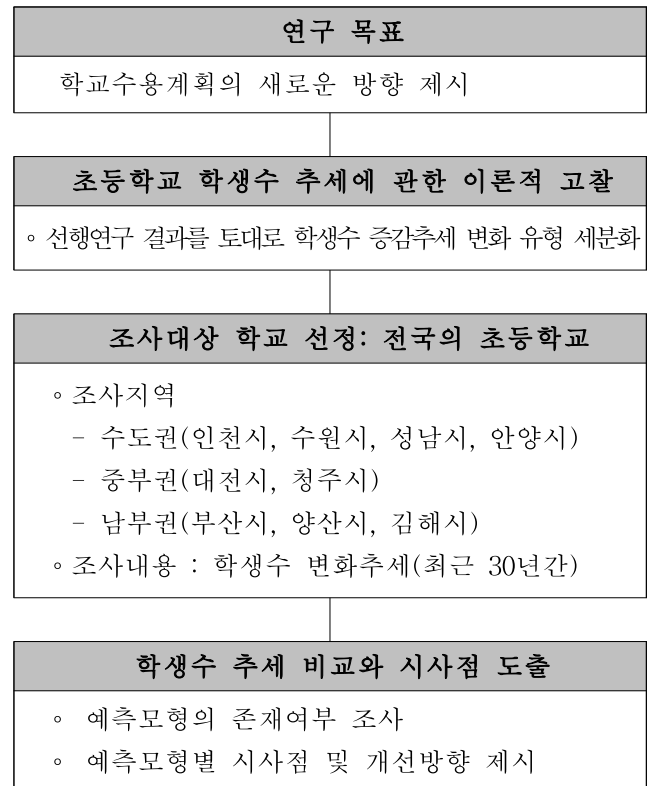 연구 목표
학교수용계획의 새로운 방향 제시
초등학교 학생수 추세에 관한 이론적 고찰
◦ 선행연구 결과를 토대로 학생수 증감추세 변화 유형 세분화
조사대상 학교 선정: 전국의 초등학교
◦ 조사지역
- 수도권(인천시, 수원시, 성남시, 안양시)
- 중부권(대전시, 청주시)
- 남부권(부산시, 양산시, 김해시)
◦ 조사내용 : 학생수 변화추세(최근 30년간)
학생수 추세 비교와 시사점 도출
◦ 예측모형의 존재여부 조사
◦ 예측모형별 시사점 및 개선방향 제시